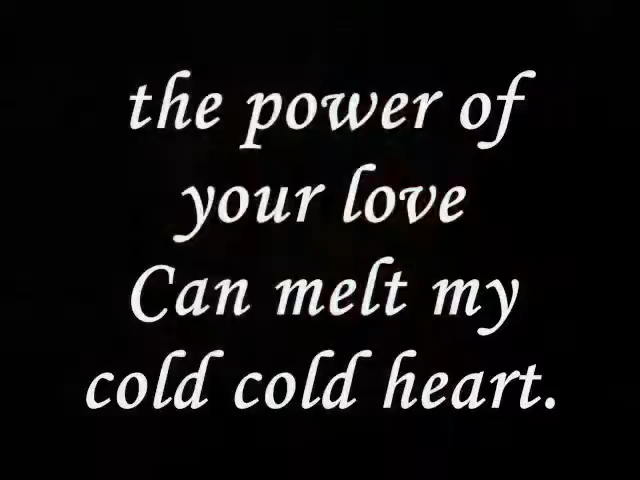 the power of
your love
Can melt my
cold cold heart.